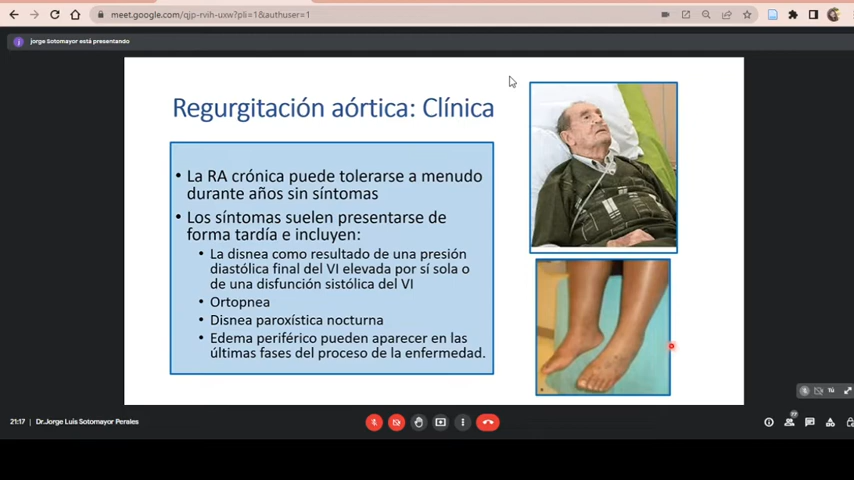 meet.google.com/qjp-rvih-uxw?pli=1&authuser=1
j
jorge Sotomayor está presentando
Regurgitación aórtica: Clínica
• La RA crónica puede tolerarse a menudo
durante años sin síntomas
• Los síntomas suelen presentarse de
forma tardía e incluyen:
• La disnea como resultado de una presión
diastólica final del VI elevada por sí sola o
de una disfunción sistólica del VI
• Ortopnea
• Disnea paroxística nocturna
• Edema periférico pueden aparecer en las
últimas fases del proceso de la enfermedad.
Tú
21:17 | Dr.Jorge Luis Sotomayor Perales
77